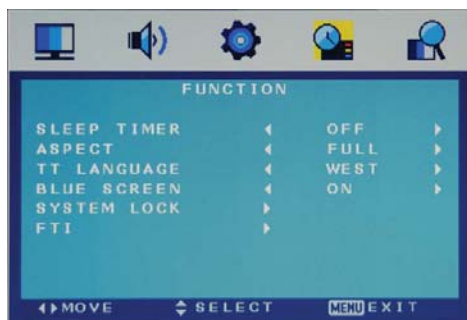 FUNCTION
SLEEP TIMER OFF
ASPECT FULL
TT LANGUAGE WEST
BLUE SCREEN ON
SYSTEM LOCK
FTI
MOVE SELECT MENU EXIT